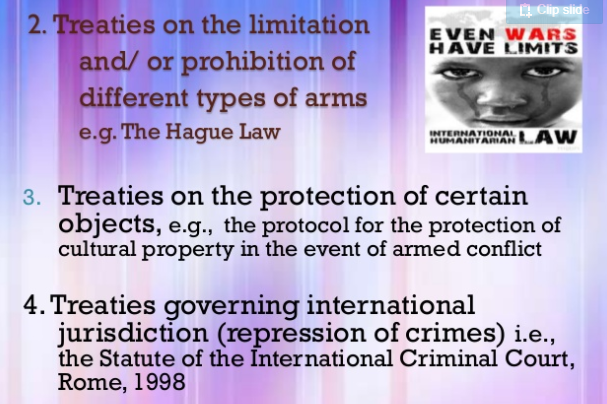 Clip slide
2. Treaties on the limitation
and/ or prohibition of
different types of arms
e.g. The Hague Law
EVEN WARS
HAVE LIMITS
INTERNATIONAL
HUMANITARIAN LAW
3. Treaties on the protection of certain
objects, e.g., the protocol for the protection of
cultural property in the event of armed conflict
4. Treaties governing international
jurisdiction (repression of crimes) i.e.,
the Statute of the International Criminal Court,
Rome, 1998